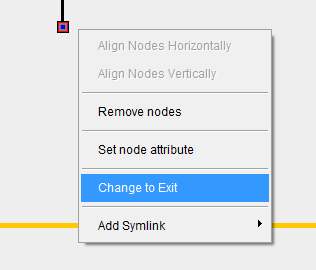 Align Nodes Horizontally
Align Nodes Vertically
Remove nodes
Set node attribute
Change to Exit
Add Symlink